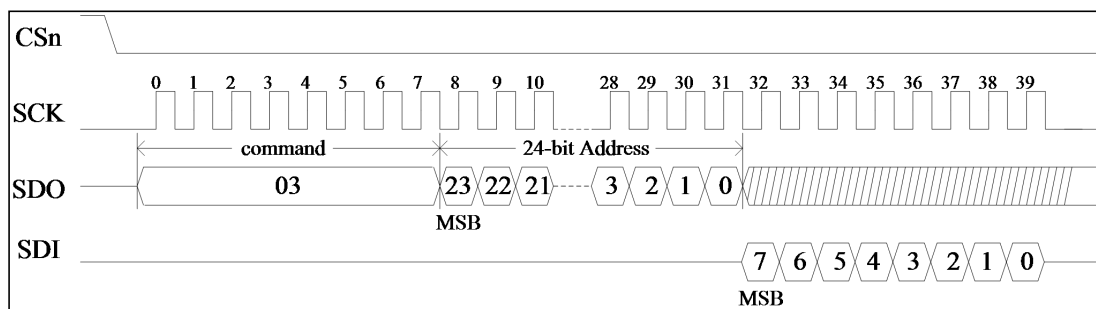 CSn
0 1 2 3 4 5 6 7 8 9 10 28 29 30 31 32 33 34 35 36 37 38 39
SCK
command 24-bit Address
SDO 03 23 22 21 3 2 1 0
MSB
SDI 7 6 5 4 3 2 1 0
MSB